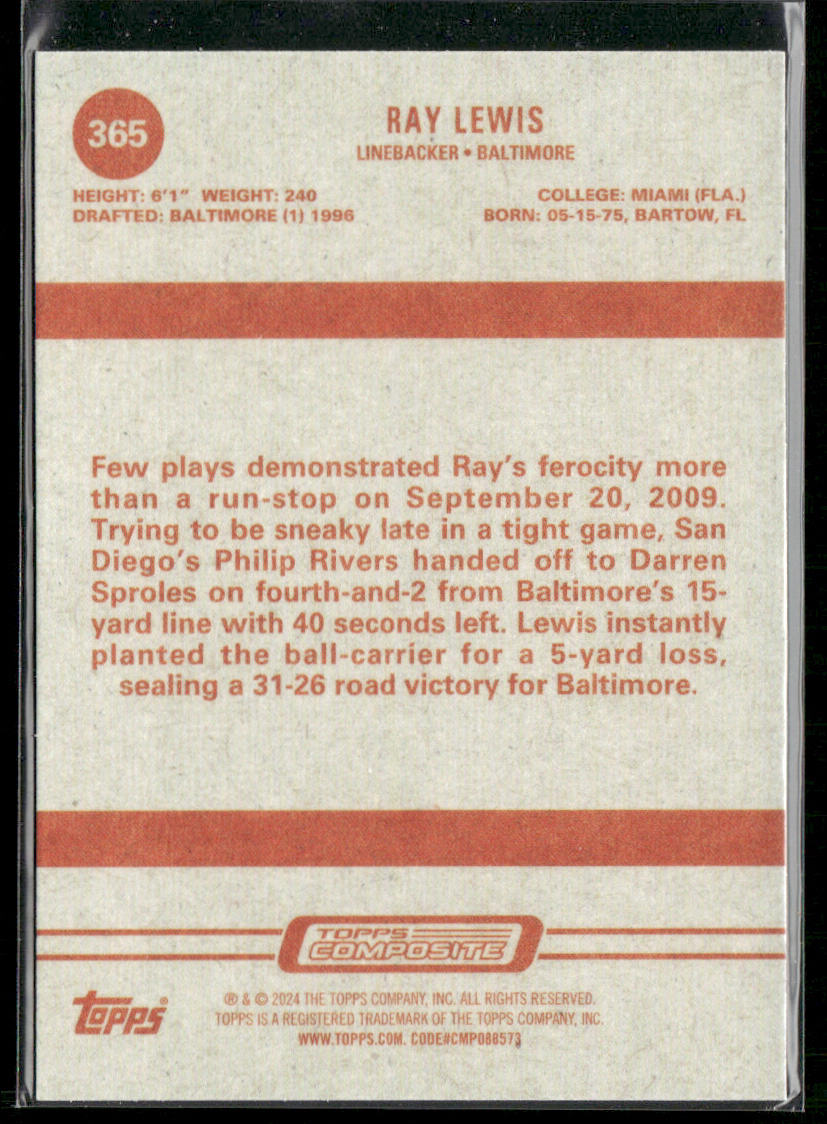 365
RAY LEWIS
LINEBACKER • BALTIMORE
HEIGHT: 6'1" WEIGHT: 240
DRAFTED: BALTIMORE (1) 1996
COLLEGE: MIAMI (FLA.)
BORN: 05-15-75, BARTOW, FL
Few plays demonstrated Ray's ferocity more
than a run-stop on September 20, 2009.
Trying to be sneaky late in a tight game, San
Diego's Philip Rivers handed off to Darren
Sproles on fourth-and-2 from Baltimore's 15-
yard line with 40 seconds left. Lewis instantly
planted the ball-carrier for a 5-yard loss,
sealing a 31-26 road victory for Baltimore.
TOPPS
COMPOSITE
topps®
® & © 2024 THE TOPPS COMPANY, INC. ALL RIGHTS RESERVED.
TOPPS IS A REGISTERED TRADEMARK OF THE TOPPS COMPANY, INC.
WWW.TOPPS.COM. CODE#CMP088573